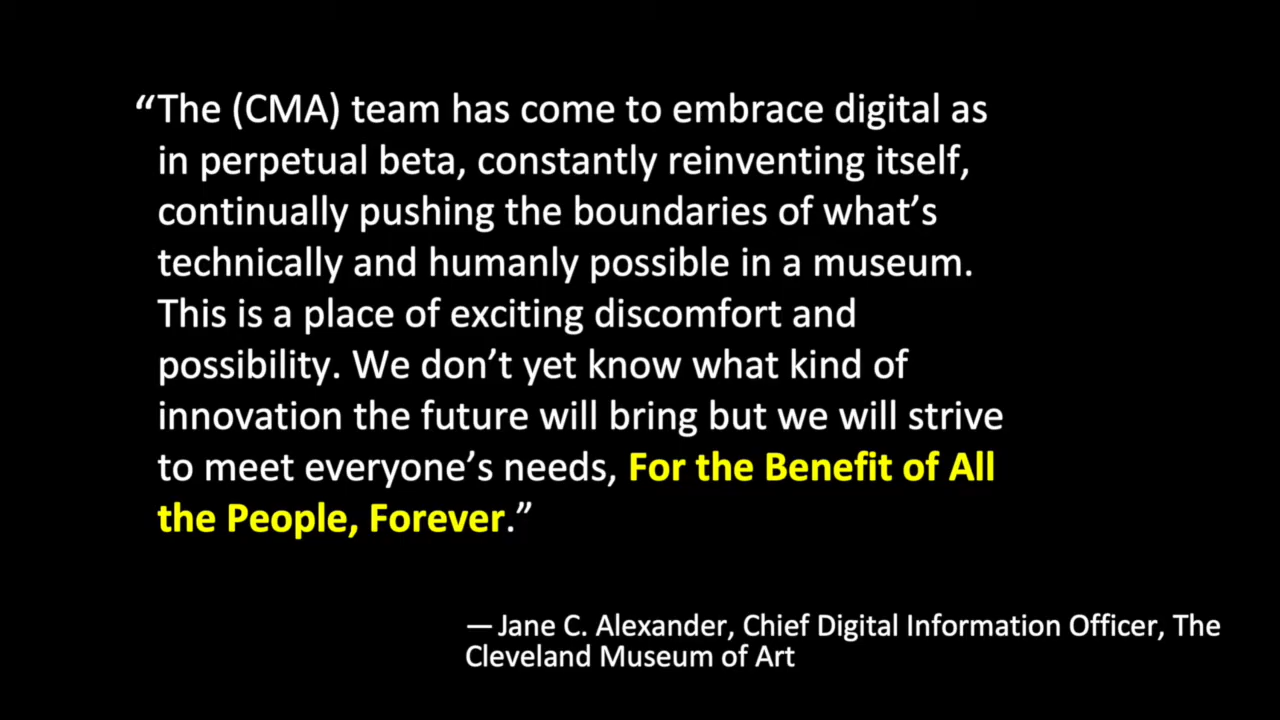 “The (CMA) team has come to embrace digital as
in perpetual beta, constantly reinventing itself,
continually pushing the boundaries of what’s
technically and humanly possible in a museum.
This is a place of exciting discomfort and
possibility. We don’t yet know what kind of
innovation the future will bring but we will strive
to meet everyone’s needs, For the Benefit of All
the People, Forever.”
—Jane C. Alexander, Chief Digital Information Officer, The
Cleveland Museum of Art